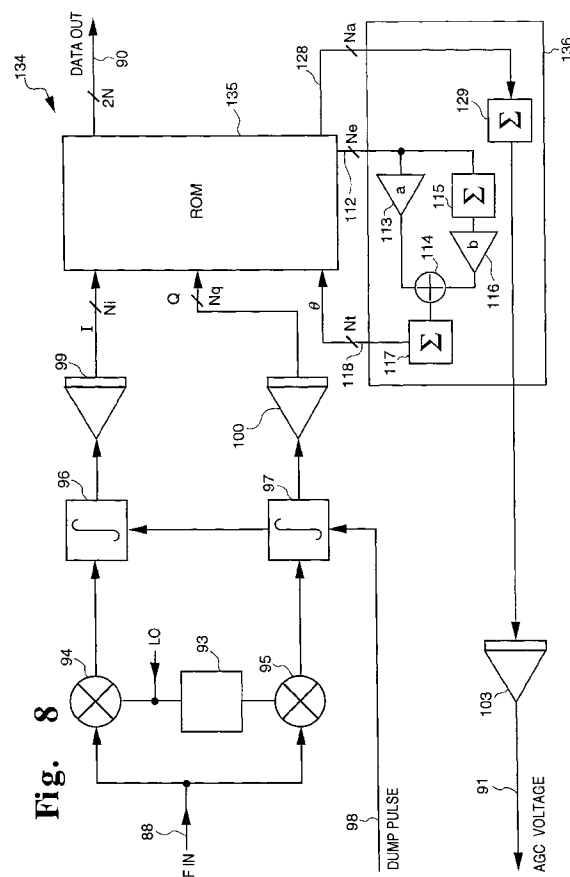 Fig. 8
134
DATA OUT
90
2N
ROM
135
I
Ni
99
Q
Nq
100
θ
Nt
118
96
97
94
95
93
LO
F IN
88
98
DUMP PULSE
128
Na
Ne
112
a
113
Σ
115
b
116
114
Σ
117
Σ
129
136
103
91
AGC VOLTAGE